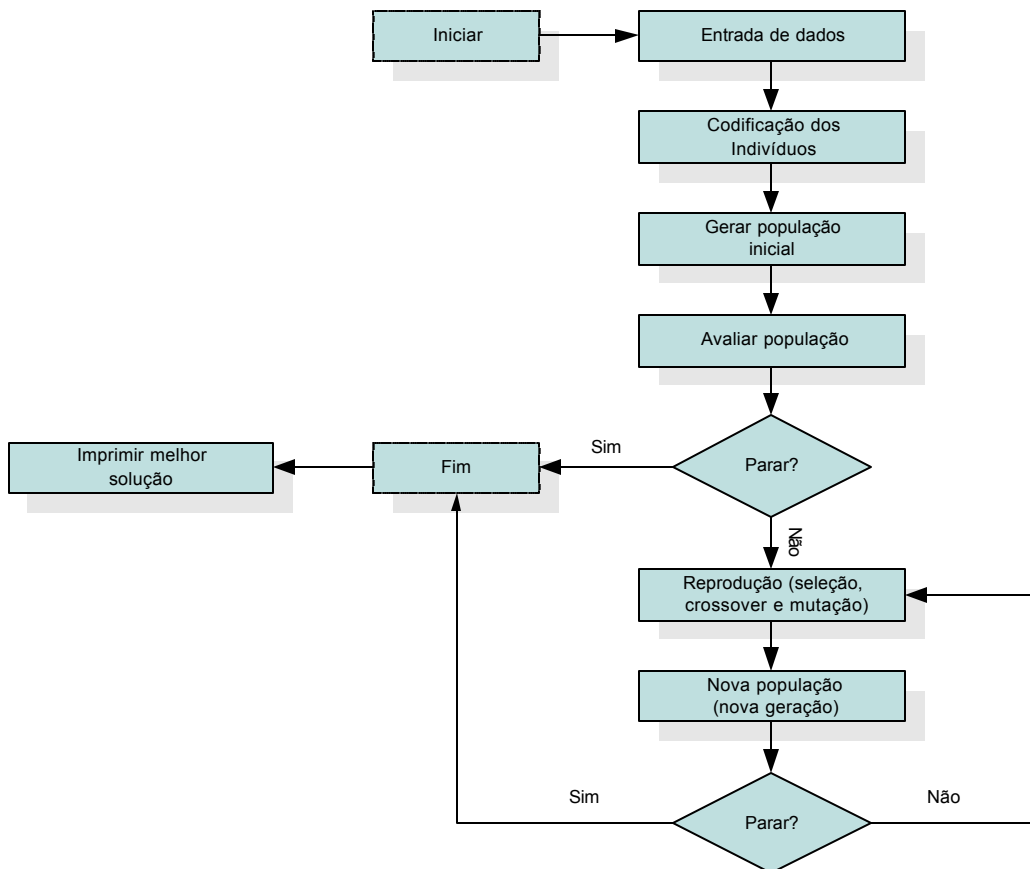 Iniciar
Entrada de dados
Codificação dos
Indivíduos
Gerar população
inicial
Avaliar população
Parar?
Sim
Fim
Imprimir melhor
solução
Não
Reprodução (seleção,
crossover e mutação)
Nova população
(nova geração)
Parar?
Sim
Não